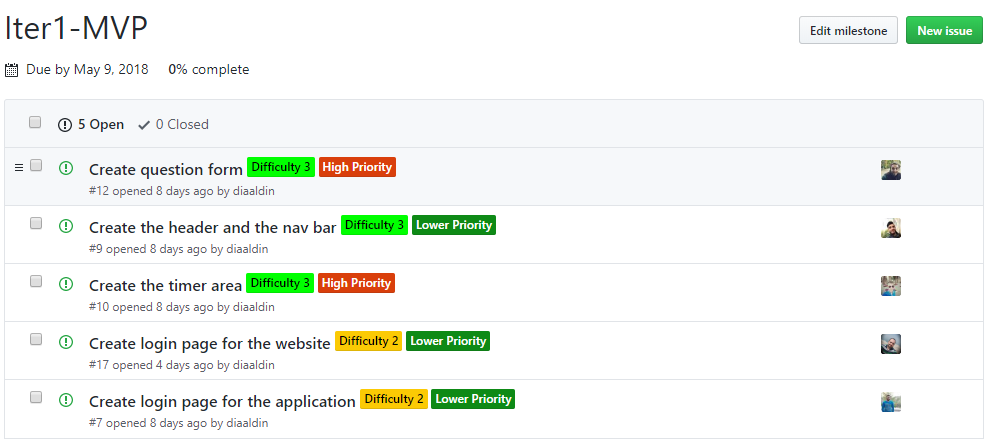 Iter1-MVP
Edit milestone New issue
Due by May 9, 2018 0% complete
5 Open 0 Closed
Create question form Difficulty 3 High Priority
#12 opened 8 days ago by diaaldin
Create the header and the nav bar Difficulty 3 Lower Priority
#9 opened 8 days ago by diaaldin
Create the timer area Difficulty 3 High Priority
#10 opened 8 days ago by diaaldin
Create login page for the website Difficulty 2 Lower Priority
#17 opened 4 days ago by diaaldin
Create login page for the application Difficulty 2 Lower Priority
#7 opened 8 days ago by diaaldin